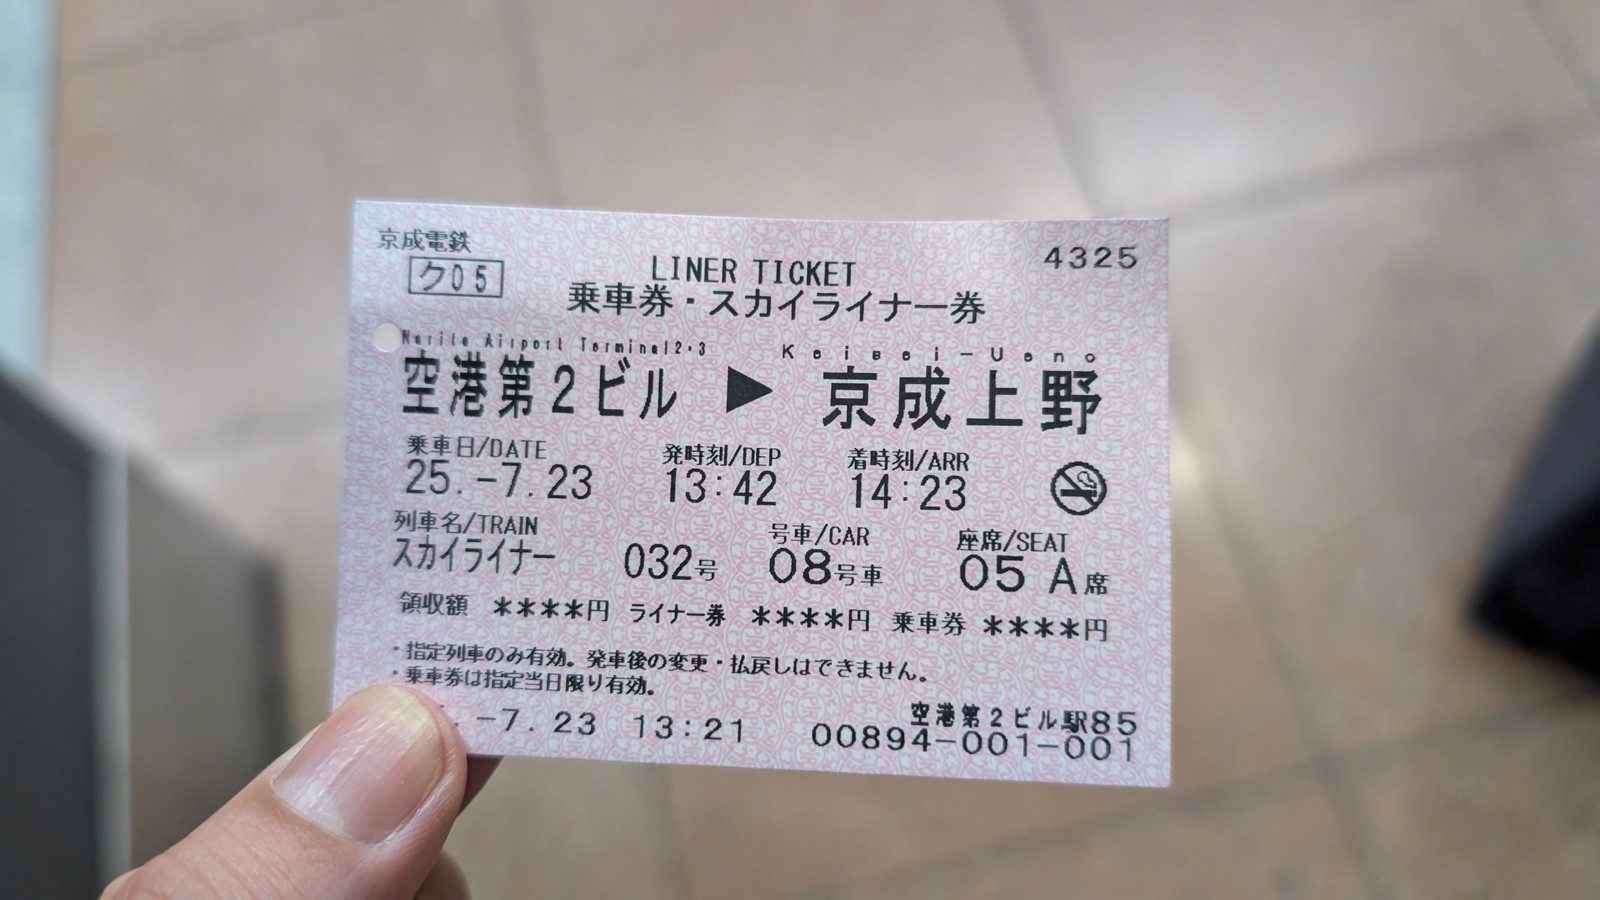 京成電鉄
ク05
4325
LINER TICKET
乗車券・スカイライナー券
Narita Airport Terminal2・3 Keisei-Ueno
空港第2ビル ▶ 京成上野
乗車日/DATE 発時刻/DEP 着時刻/ARR
25.-7.23 13:42 14:23
列車名/TRAIN 号車/CAR 座席/SEAT
スカイライナー 032号 08号車 05 A席
領収額 ****円 ライナー券 ****円 乗車券 ****円
・指定列車のみ有効。発車後の変更・払戻しはできません。
・乗車券は指定当日限り有効。
空港第2ビル駅85
.-7.23 13:21 00894-001-001